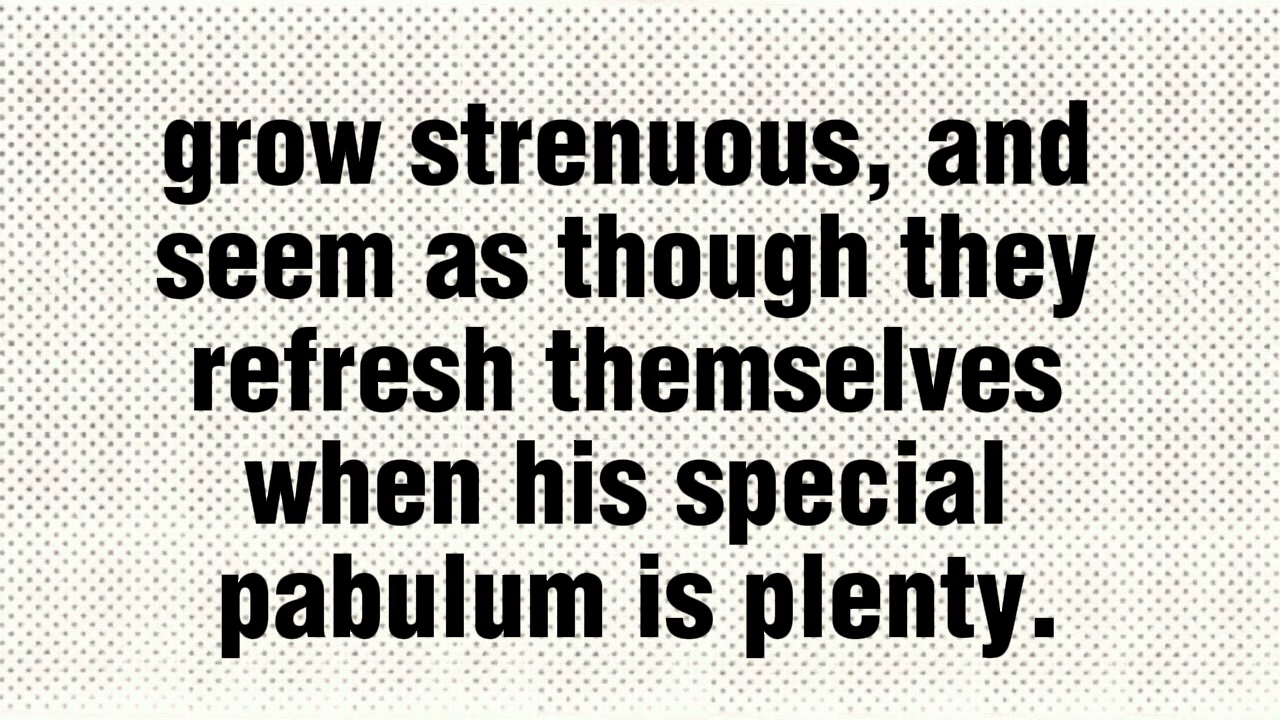 grow strenuous, and
seem as though they
refresh themselves
when his special
pabulum is plenty.